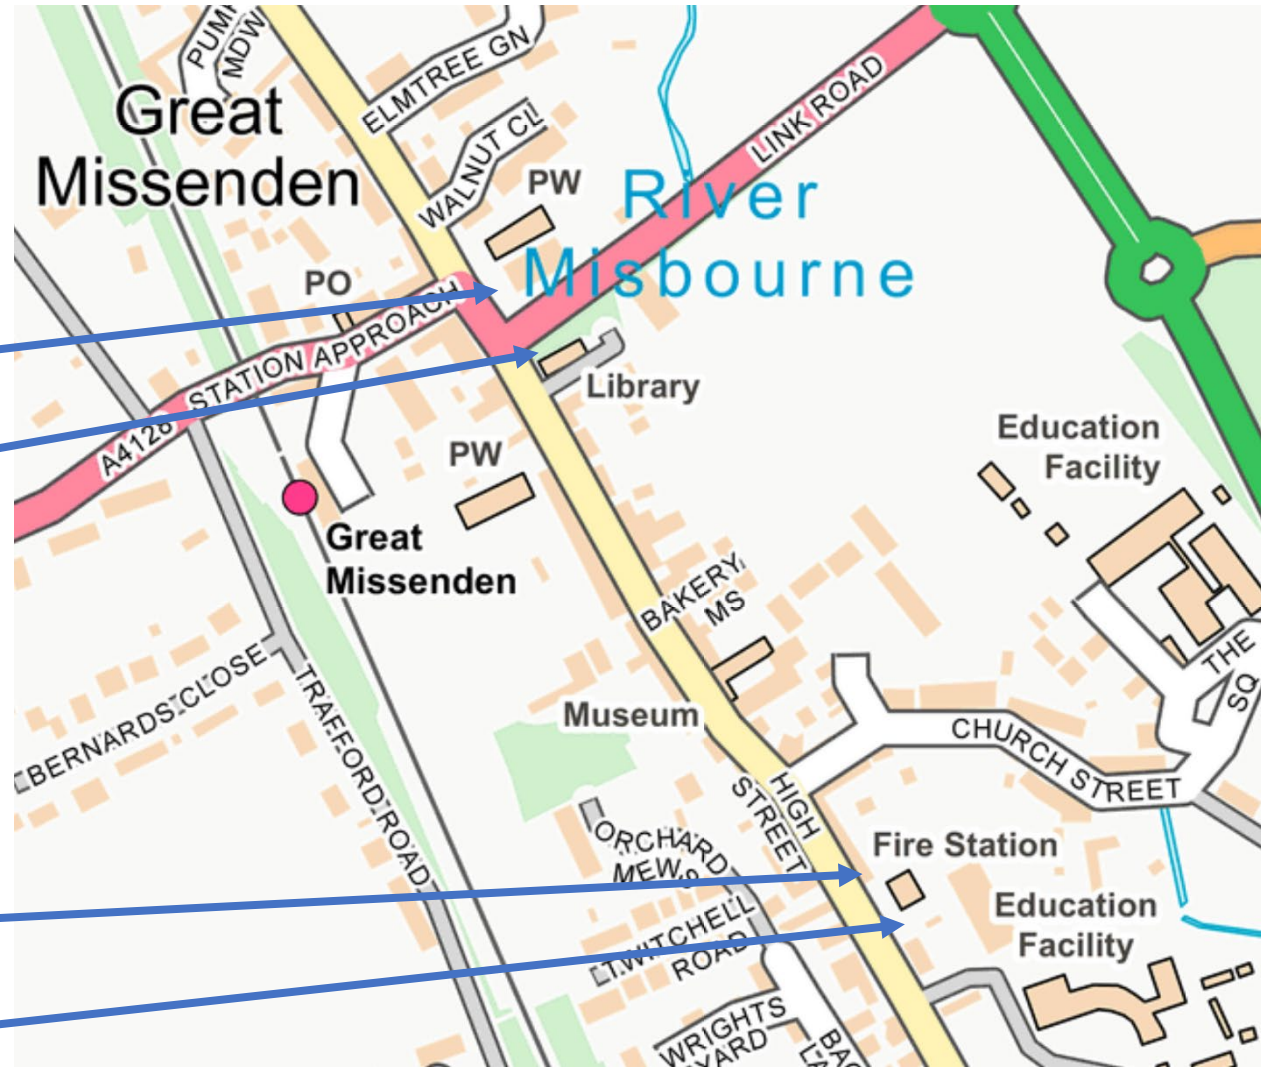 PUMP
MDW
ELMTREE GN
Great
Missenden
WALNUT CL
LINK ROAD
PW
River
Misbourne
PO
STATION APPROACH
A4128
Library
PW
Education
Facility
Great
Missenden
BAKERY
MS
THE
SQ
BERNARDS CLOSE
TRAFFORD ROAD
Museum
CHURCH STREET
HIGH
STREET
ORCHARD
MEWS
Fire Station
TWITCHELL
ROAD
Education
Facility
WRIGHTS
YARD